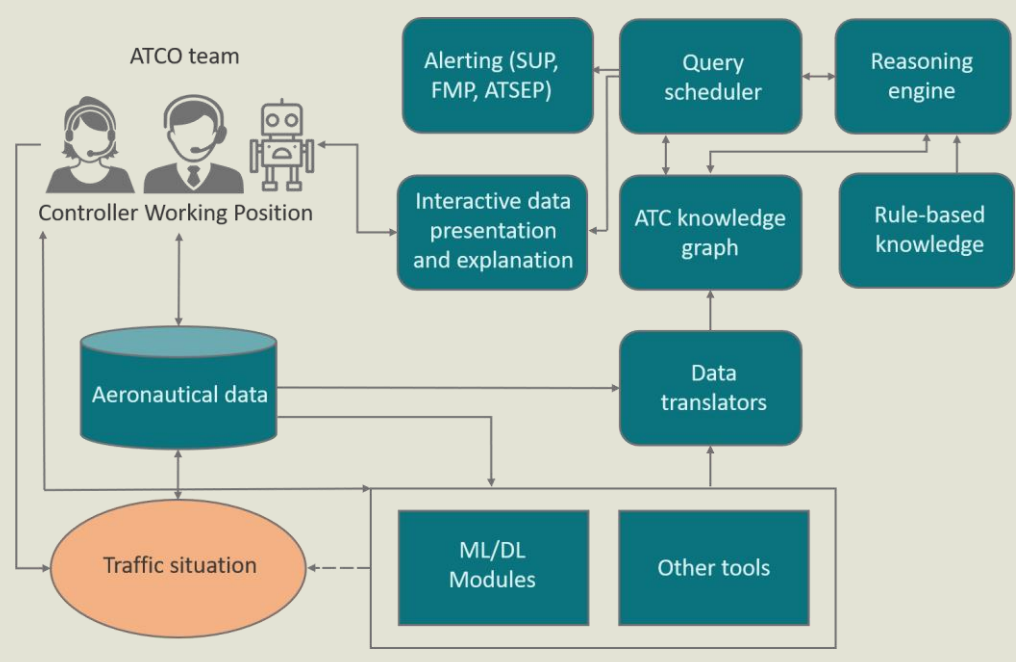 ATCO team
Controller Working Position
Alerting (SUP,
FMP, ATSEP)
Query
scheduler
Reasoning
engine
Interactive data
presentation
and explanation
ATC knowledge
graph
Rule-based
knowledge
Aeronautical data
Data
translators
Traffic situation
ML/DL
Modules
Other tools